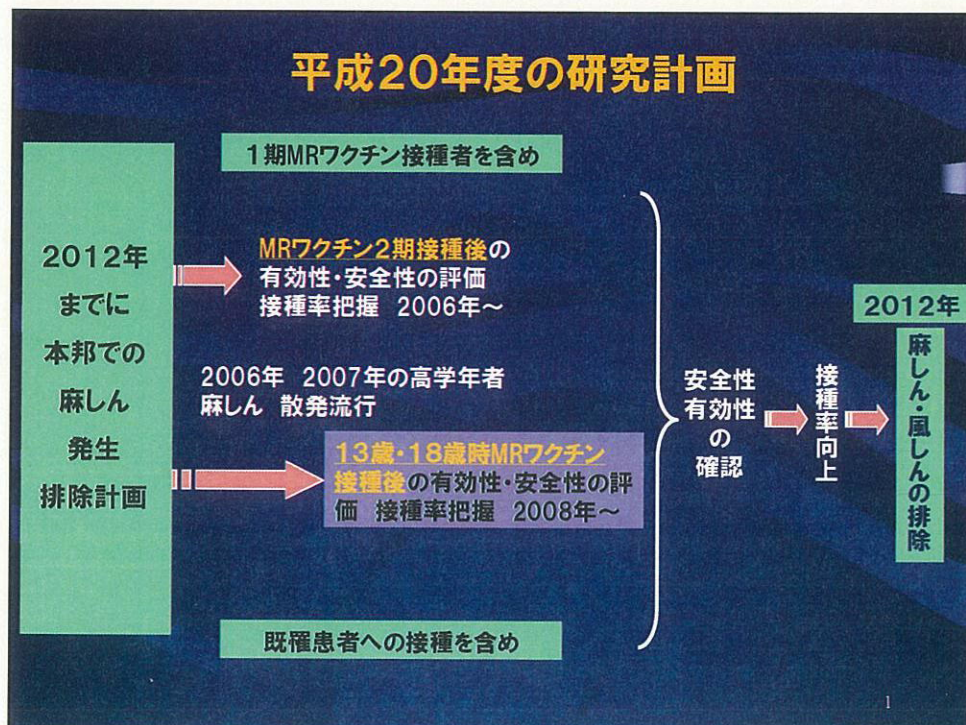 平成20年度の研究計画
1期MRワクチン接種者を含め
2012年
までに
本邦での
麻しん
発生
排除計画
MRワクチン2期接種後の
有効性・安全性の評価
接種率把握 2006年～
2006年 2007年の高学年者
麻しん 散発流行
13歳・18歳時MRワクチン
接種後の有効性・安全性の評
価 接種率把握 2008年～
既罹患者への接種を含め
安全性
有効性
の
確認
接種率向上
2012年
麻しん・風しんの排除
1